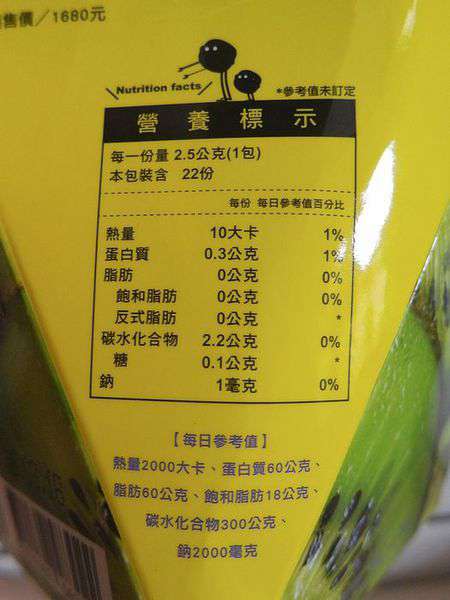 售價/1680元
Nutrition facts
*參考值未訂定
營養標示
每一份量 2.5公克(1包)
本包裝含 22份
每份 每日參考值百分比
熱量 10大卡 1%
蛋白質 0.3公克 1%
脂肪 0公克 0%
飽和脂肪 0公克 0%
反式脂肪 0公克 *
碳水化合物 2.2公克 0%
糖 0.1公克 *
鈉 1毫克 0%
【每日參考值】
熱量2000大卡、蛋白質60公克、
脂肪60公克、飽和脂肪18公克、
碳水化合物300公克、
鈉2000毫克